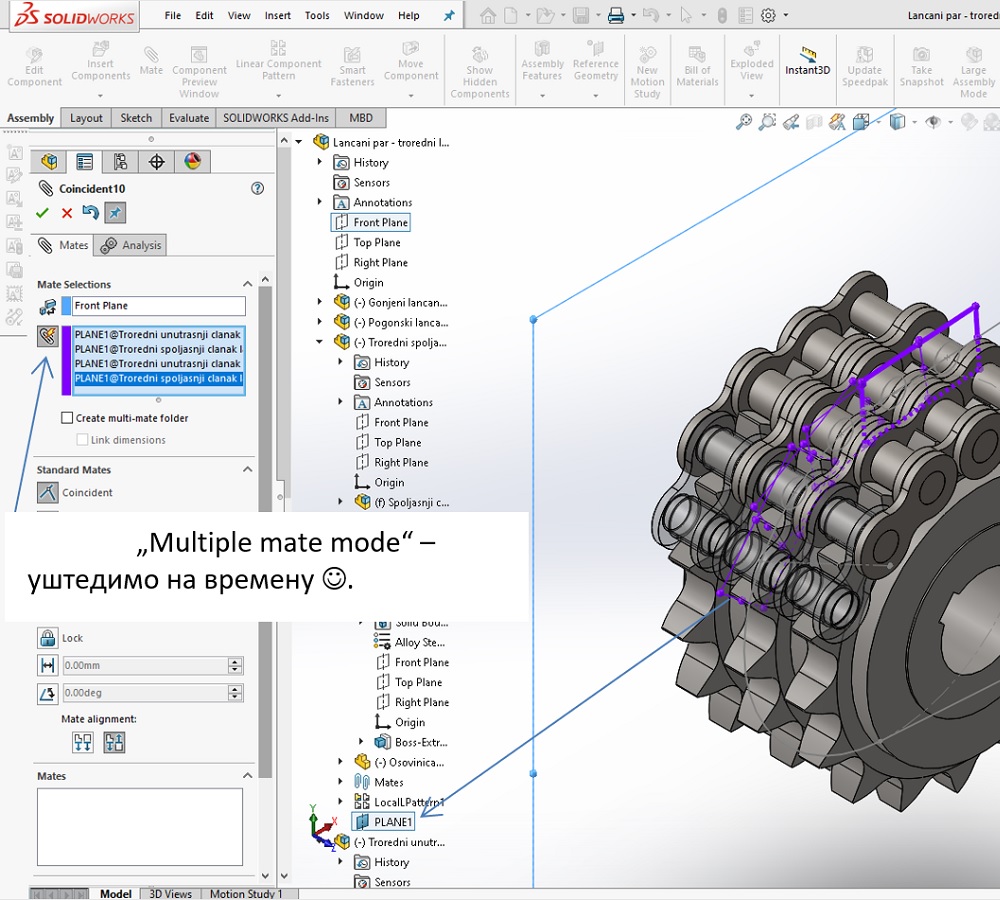 SOLIDWORKS
File Edit View Insert Tools Window Help
Lancani par - trored
Edit Component
Insert Components
Mate
Component Preview Window
Linear Component Pattern
Smart Fasteners
Move Component
Show Hidden Components
Assembly Features
Reference Geometry
New Motion Study
Bill of Materials
Exploded View
Instant3D
Update Speedpak
Take Snapshot
Large Assembly Mode
Assembly Layout Sketch Evaluate SOLIDWORKS Add-Ins MBD
Coincident10
Mates Analysis
Mate Selections
Front Plane
PLANE1@Troredni unutrasnji clanak
PLANE1@Troredni spoljasnji clanak l
PLANE1@Troredni unutrasnji clanak
PLANE1@Troredni spoljasnji clanak l
Create multi-mate folder
Link dimensions
Standard Mates
Coincident
„Multiple mate mode“ –
уштедимо на времену ☺.
Lock
0.00mm
0.00deg
Mate alignment:
Mates
Lancani par - troredni l...
History
Sensors
Annotations
Front Plane
Top Plane
Right Plane
Origin
(-) Gonjeni lancan...
(-) Pogonski lanca...
(-) Troredni spolja...
History
Sensors
Annotations
Front Plane
Top Plane
Right Plane
Origin
(f) Spoljasnji c...
Solid Bod...
Alloy Ste...
Front Plane
Top Plane
Right Plane
Origin
Boss-Extr...
(-) Osovinica...
Mates
LocalLPattern1
PLANE1
(-) Troredni unutr...
History
Sensors
Y
X
Z
Model 3D Views Motion Study 1